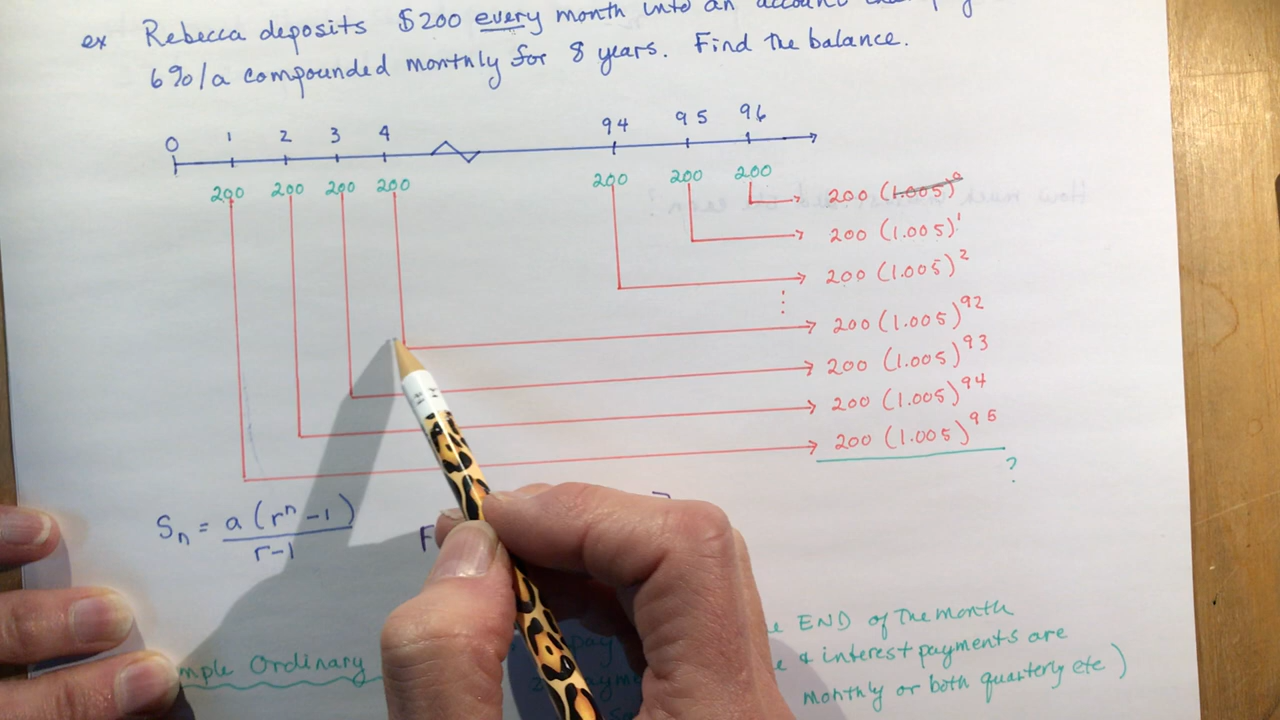 ex Rebecca deposits $200 every month into an account
6%/a compounded monthly for 8 years. Find the balance.
0 1 2 3 4 94 95 96
200 200 200 200 200 200 200
200 (1.005)⁰
200 (1.005)¹
200 (1.005)²
⋮
200 (1.005)⁹²
200 (1.005)⁹³
200 (1.005)⁹⁴
200 (1.005)⁹⁵
?
Sₙ = a(rⁿ-1)
r-1
F
END of the month
mple Ordinary pay & interest payments are
monthly or both quarterly etc)